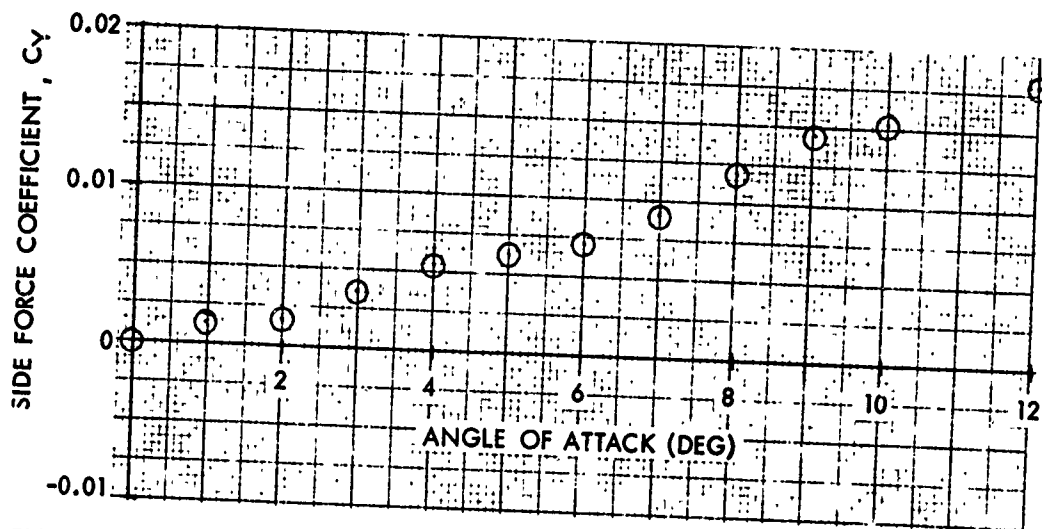 0.02
0.01
0
-0.01
SIDE FORCE COEFFICIENT, CY
2 4 6 8 10 12
ANGLE OF ATTACK (DEG)